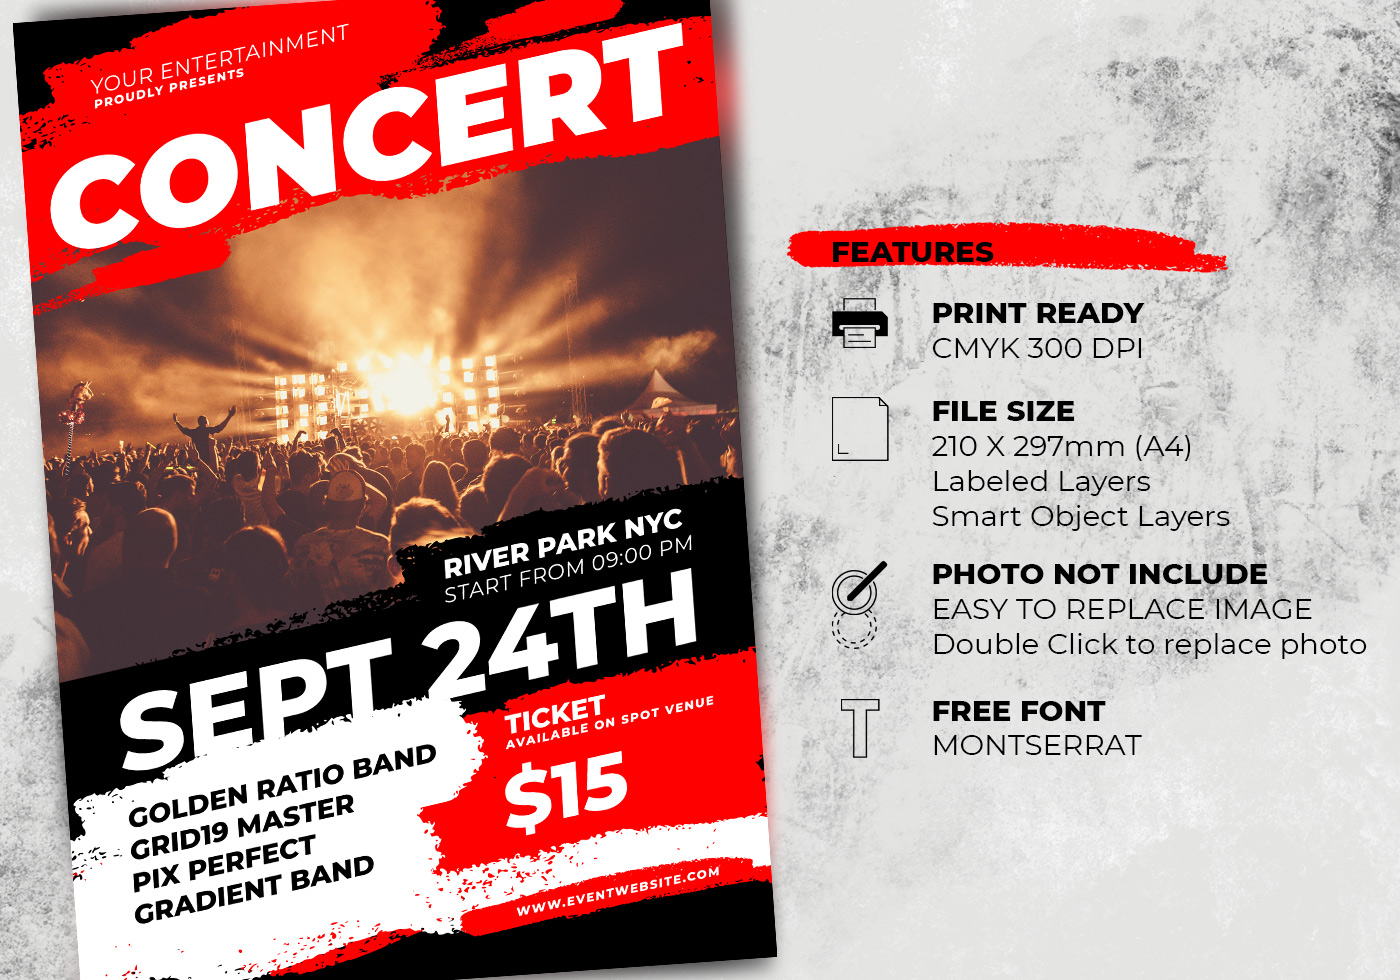 YOUR ENTERTAINMENT
PROUDLY PRESENTS
CONCERT
RIVER PARK NYC
START FROM 09:00 PM
SEPT 24TH
GOLDEN RATIO BAND
GRID19 MASTER
PIX PERFECT
GRADIENT BAND
TICKET
AVAILABLE ON SPOT VENUE
$15
WWW.EVENTWEBSITE.COM
FEATURES
PRINT READY
CMYK 300 DPI
FILE SIZE
210 X 297mm (A4)
Labeled Layers
Smart Object Layers
PHOTO NOT INCLUDE
EASY TO REPLACE IMAGE
Double Click to replace photo
FREE FONT
MONTSERRAT